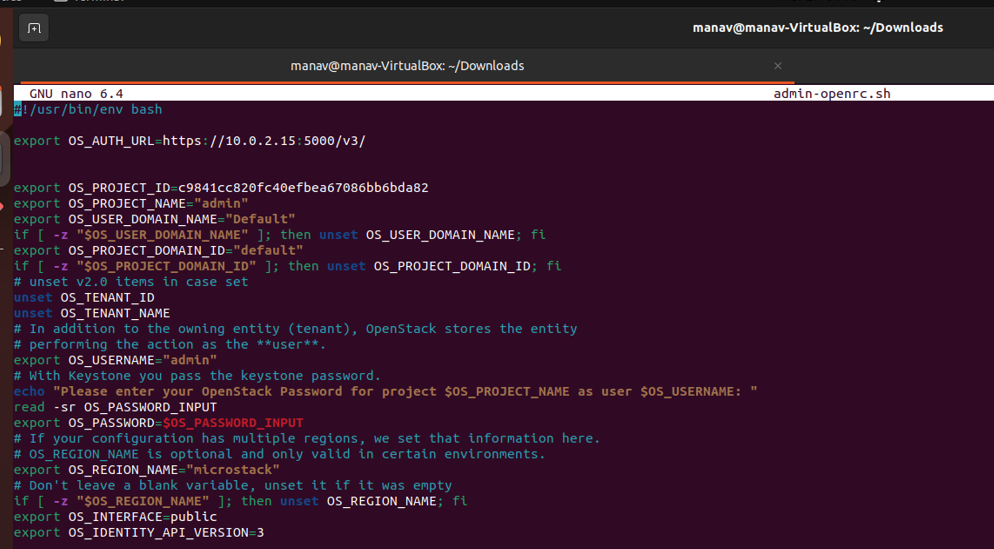 manav@manav-VirtualBox: ~/Downloads
manav@manav-VirtualBox: ~/Downloads ×
GNU nano 6.4 admin-openrc.sh
#!/usr/bin/env bash
export OS_AUTH_URL=https://10.0.2.15:5000/v3/
export OS_PROJECT_ID=c9841cc820fc40efbea67086bb6bda82
export OS_PROJECT_NAME="admin"
export OS_USER_DOMAIN_NAME="Default"
if [ -z "$OS_USER_DOMAIN_NAME" ]; then unset OS_USER_DOMAIN_NAME; fi
export OS_PROJECT_DOMAIN_ID="default"
if [ -z "$OS_PROJECT_DOMAIN_ID" ]; then unset OS_PROJECT_DOMAIN_ID; fi
# unset v2.0 items in case set
unset OS_TENANT_ID
unset OS_TENANT_NAME
# In addition to the owning entity (tenant), OpenStack stores the entity
# performing the action as the **user**.
export OS_USERNAME="admin"
# With Keystone you pass the keystone password.
echo "Please enter your OpenStack Password for project $OS_PROJECT_NAME as user $OS_USERNAME: "
read -sr OS_PASSWORD_INPUT
export OS_PASSWORD=$OS_PASSWORD_INPUT
# If your configuration has multiple regions, we set that information here.
# OS_REGION_NAME is optional and only valid in certain environments.
export OS_REGION_NAME="microstack"
# Don't leave a blank variable, unset it if it was empty
if [ -z "$OS_REGION_NAME" ]; then unset OS_REGION_NAME; fi
export OS_INTERFACE=public
export OS_IDENTITY_API_VERSION=3